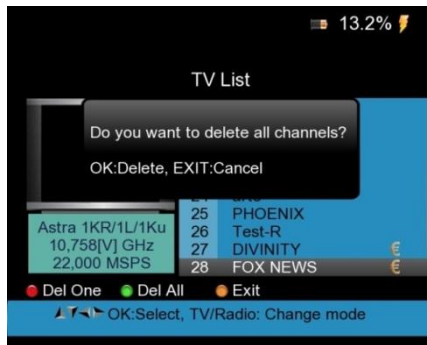 13.2%
TV List
Do you want to delete all channels?
OK:Delete, EXIT:Cancel
24 arte
25 PHOENIX
Astra 1KR/1L/1Ku
26 Test-R
10,758[V] GHz
27 DIVINITY €
22,000 MSPS
28 FOX NEWS €
Del One Del All Exit
OK:Select, TV/Radio: Change mode